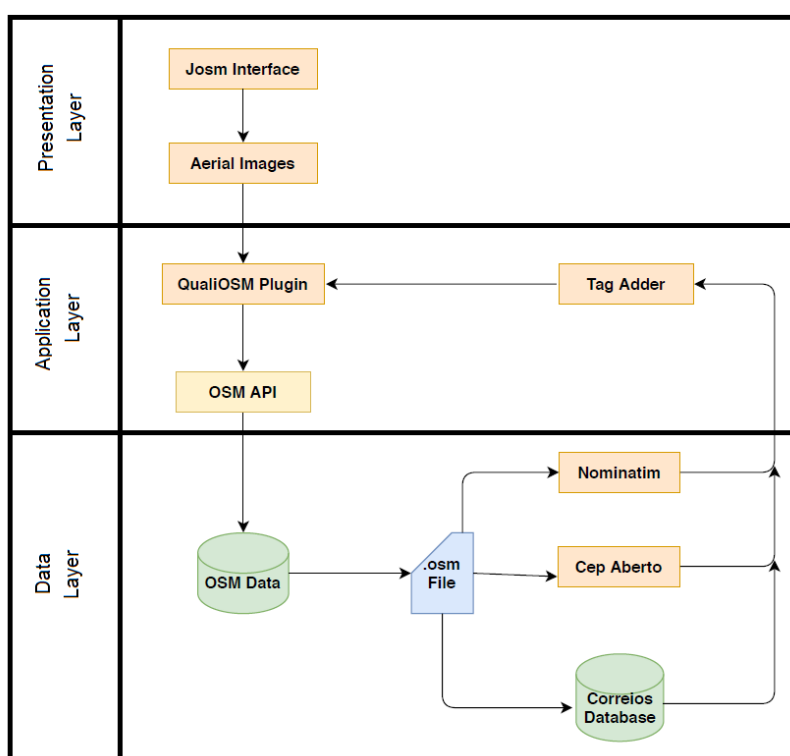 Presentation
Layer
Josm Interface
Aerial Images
Application
Layer
QualiOSM Plugin
Tag Adder
OSM API
Data
Layer
Nominatim
OSM Data
.osm
File
Cep Aberto
Correios
Database